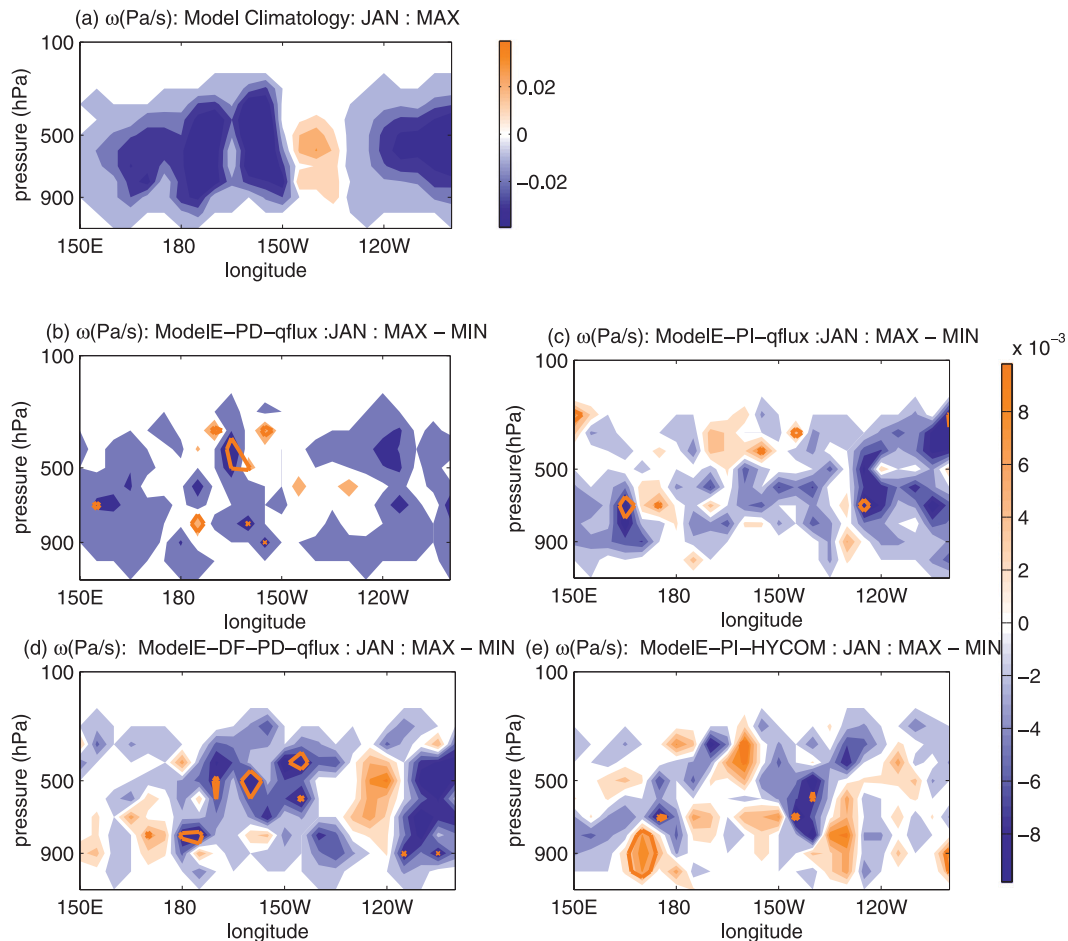 (a) ω(Pa/s): Model Climatology: JAN : MAX
100
500
900
pressure (hPa)
150E 180 150W 120W
longitude
0.02
0
−0.02
(b) ω(Pa/s): ModelE−PD−qflux :JAN : MAX − MIN
100
500
900
pressure (hPa)
150E 180 150W 120W
longitude
(c) ω(Pa/s): ModelE−PI−qflux :JAN : MAX − MIN
100
500
900
pressure(hPa)
150E 180 150W 120W
longitude
x 10⁻³
8
6
4
2
0
−2
−4
−6
−8
(d) ω(Pa/s): ModelE−DF−PD−qflux : JAN : MAX − MIN
100
500
900
pressure (hPa)
150E 180 150W 120W
longitude
(e) ω(Pa/s): ModelE−PI−HYCOM : JAN : MAX − MIN
100
500
900
pressure (hPa)
150E 180 150W 120W
longitude